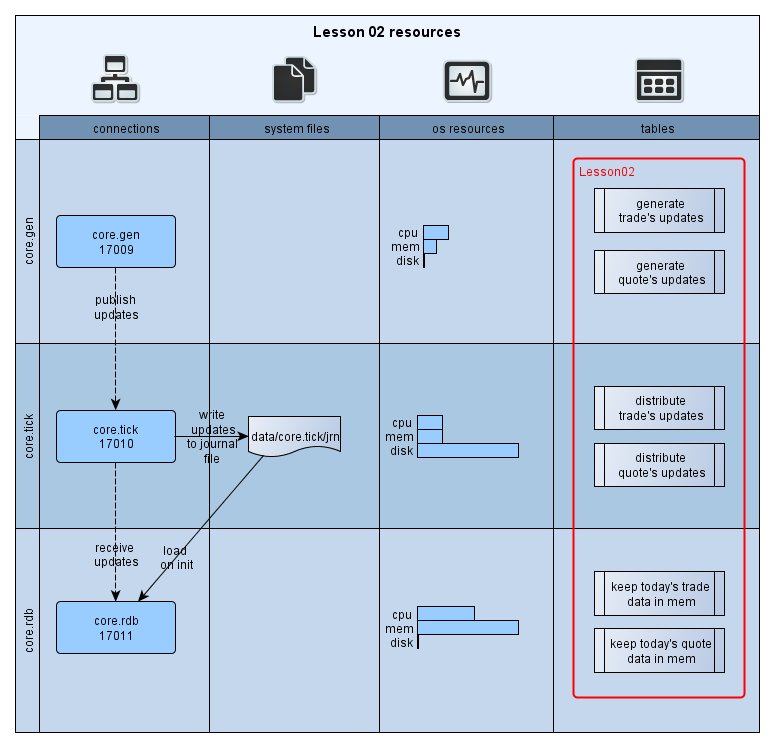 Lesson 02 resources
connections
system files
os resources
tables
core.gen
core.gen
17009
publish
updates
cpu
mem
disk
Lesson02
generate
trade's updates
generate
quote's updates
core.tick
core.tick
17010
write
updates
to journal
file
data/core.tick/jrn
cpu
mem
disk
distribute
trade's updates
distribute
quote's updates
receive
updates
load
on init
core.rdb
core.rdb
17011
cpu
mem
disk
keep today's trade
data in mem
keep today's quote
data in mem